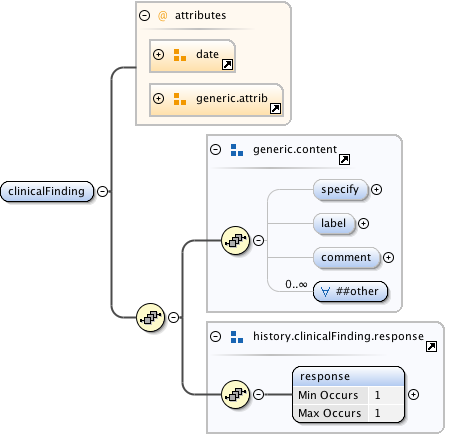 @ attributes
date
generic.attrib
clinicalFinding
generic.content
specify
label
comment
0..∞
∀ ##other
history.clinicalFinding.response
response
Min Occurs 1
Max Occurs 1